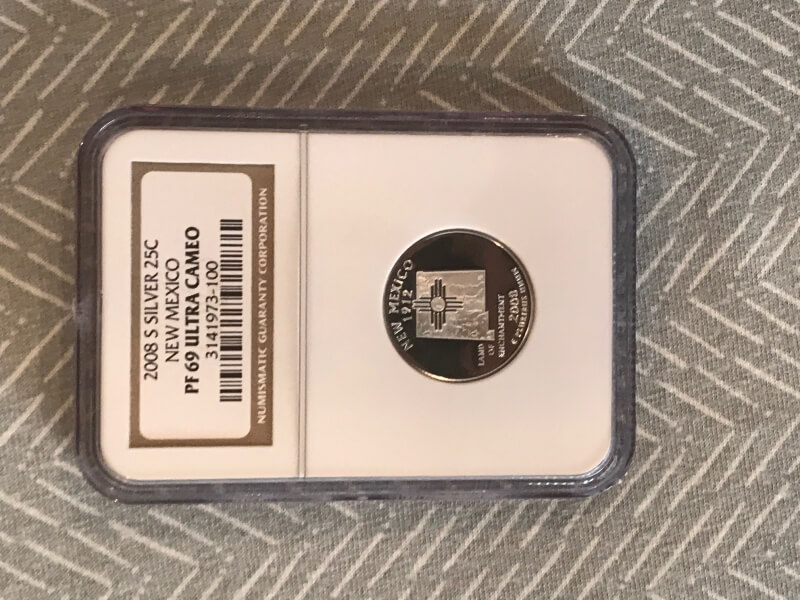 2008 S SILVER 25C
NEW MEXICO
PF 69 ULTRA CAMEO
3141973-100
NUMISMATIC GUARANTY CORPORATION
NEW MEXICO
1912
LAND
OF
ENCHANTMENT
2008
E PLURIBUS UNUM